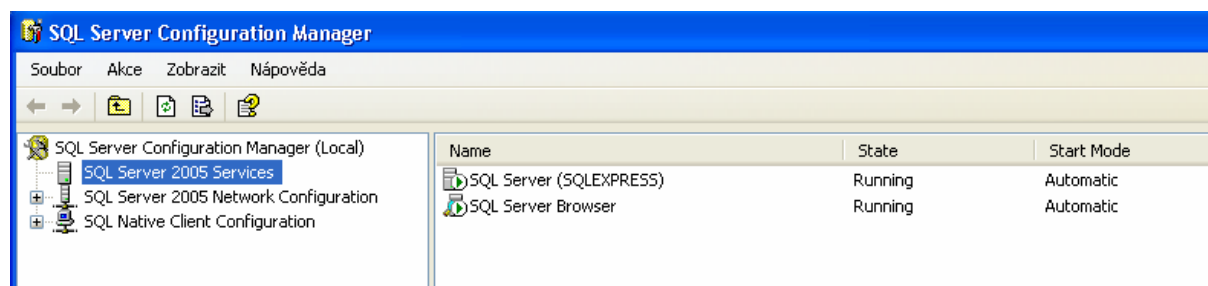 SQL Server Configuration Manager
Soubor Akce Zobrazit Nápověda
SQL Server Configuration Manager (Local)
SQL Server 2005 Services
SQL Server 2005 Network Configuration
SQL Native Client Configuration
Name State Start Mode
SQL Server (SQLEXPRESS) Running Automatic
SQL Server Browser Running Automatic